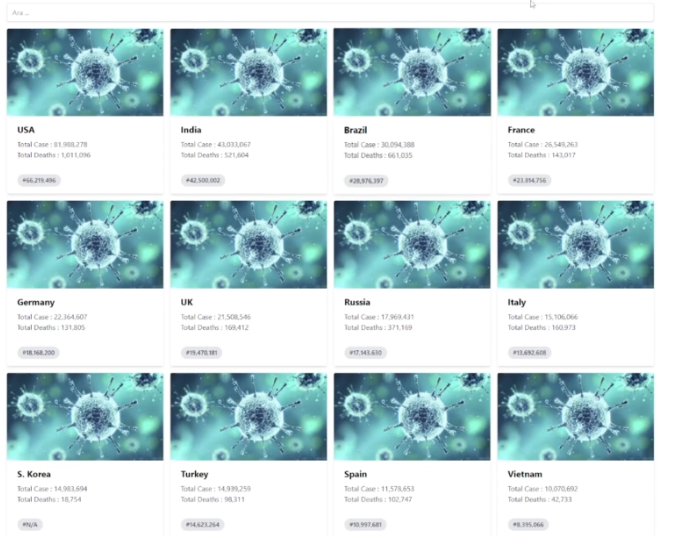 Ara ...
USA
Total Case : 81,988,278
Total Deaths : 1,011,096
#66,219,496
India
Total Case : 43,033,067
Total Deaths : 521,604
#42,500,002
Brazil
Total Case : 30,094,388
Total Deaths : 661,035
#28,976,397
France
Total Case : 26,549,263
Total Deaths : 143,017
#23,814,756
Germany
Total Case : 22,364,607
Total Deaths : 131,805
#18,168,200
UK
Total Case : 21,508,546
Total Deaths : 169,412
#19,470,181
Russia
Total Case : 17,969,431
Total Deaths : 371,169
#17,143,630
Italy
Total Case : 15,106,066
Total Deaths : 160,973
#13,692,608
S. Korea
Total Case : 14,983,694
Total Deaths : 18,754
#N/A
Turkey
Total Case : 14,939,259
Total Deaths : 98,311
#14,623,264
Spain
Total Case : 11,578,653
Total Deaths : 102,747
#10,997,681
Vietnam
Total Case : 10,070,692
Total Deaths : 42,733
#8,395,066